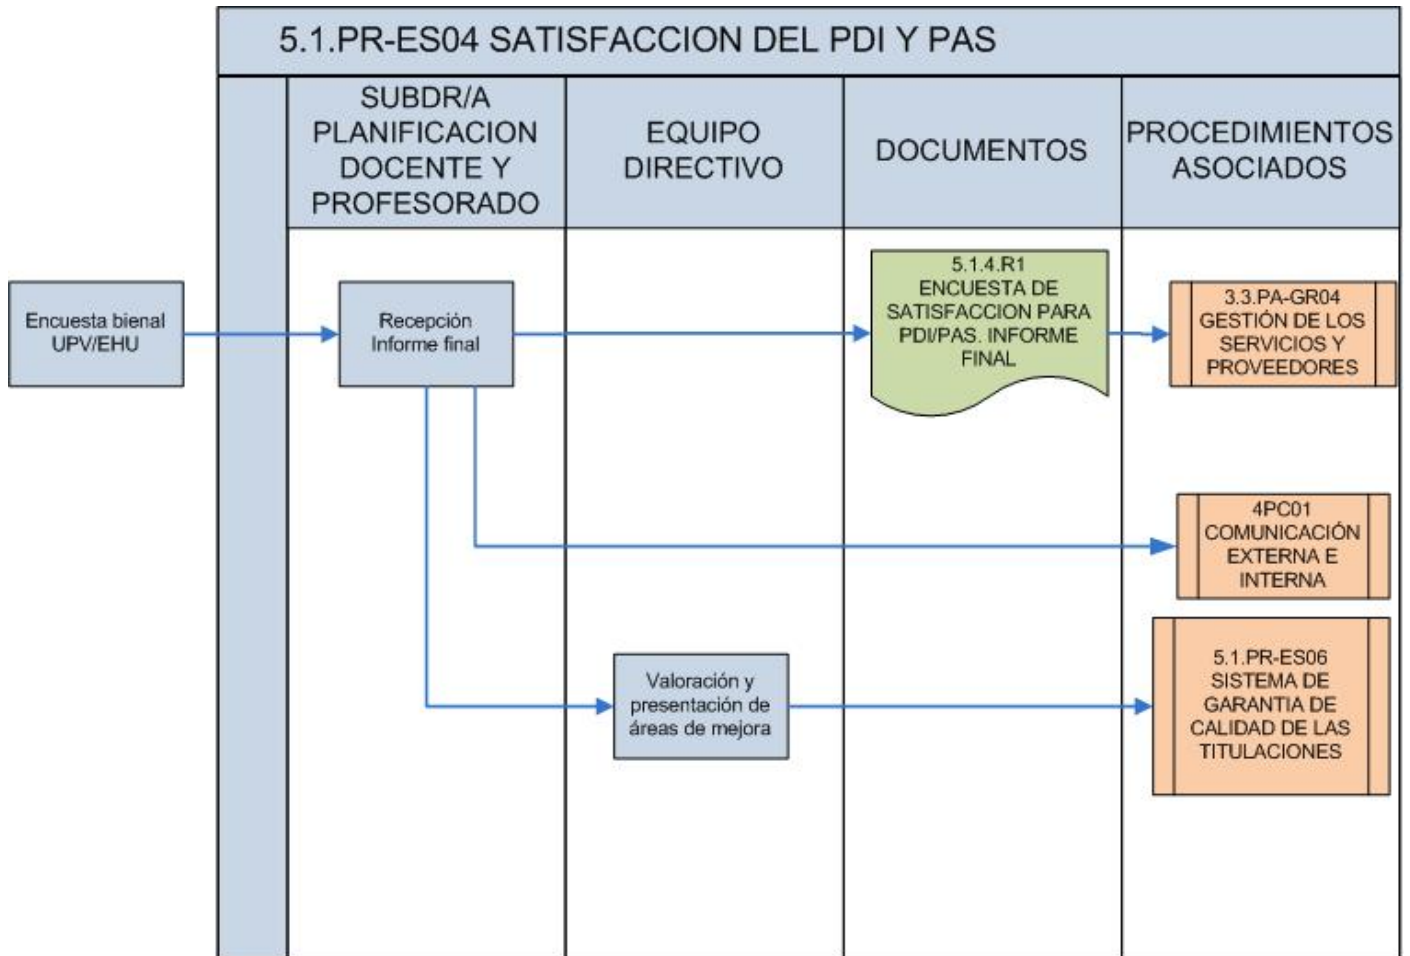 5.1.PR-ES04 SATISFACCION DEL PDI Y PAS
SUBDR/A
PLANIFICACION
DOCENTE Y
PROFESORADO
EQUIPO
DIRECTIVO
DOCUMENTOS
PROCEDIMIENTOS
ASOCIADOS
Encuesta bienal
UPV/EHU
Recepción
Informe final
5.1.4.R1
ENCUESTA DE
SATISFACCION PARA
PDI/PAS. INFORME
FINAL
3.3.PA-GR04
GESTIÓN DE LOS
SERVICIOS Y
PROVEEDORES
4PC01
COMUNICACIÓN
EXTERNA E
INTERNA
Valoración y
presentación de
áreas de mejora
5.1.PR-ES06
SISTEMA DE
GARANTIA DE
CALIDAD DE LAS
TITULACIONES